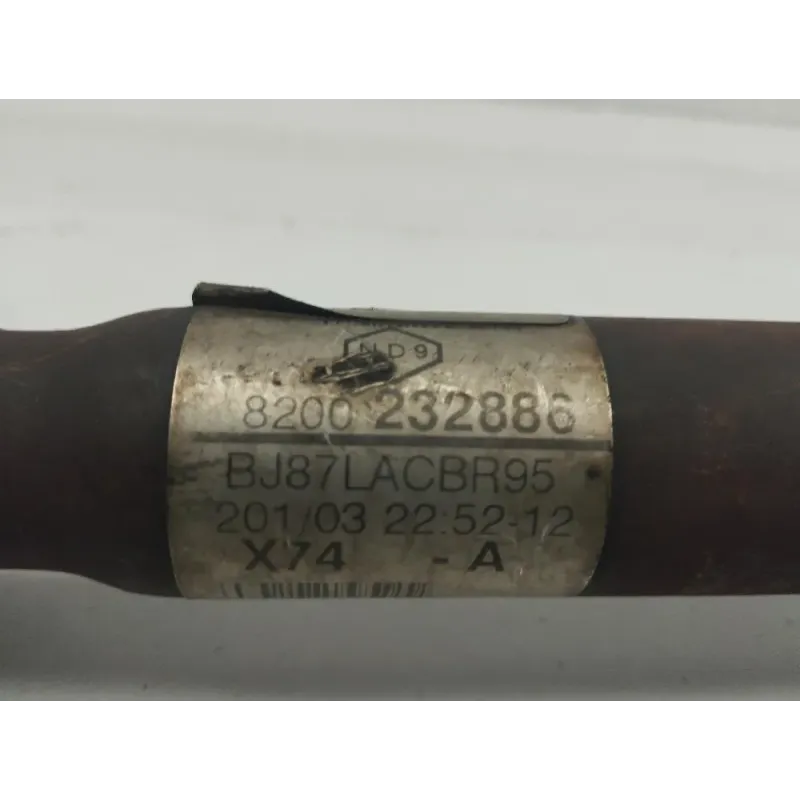 ND9
8200 232886
BJ87LACBR95
201/03 22:52-12
X74 - A